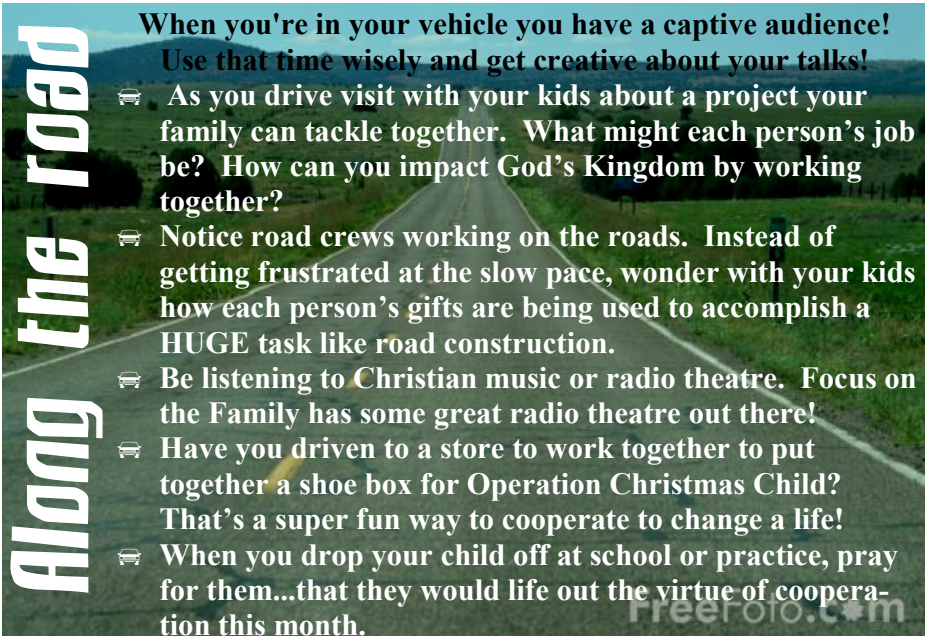 Along the road
When you're in your vehicle you have a captive audience!
Use that time wisely and get creative about your talks!
As you drive visit with your kids about a project your
family can tackle together.  What might each person's job
be?  How can you impact God's Kingdom by working
together?
Notice road crews working on the roads.  Instead of
getting frustrated at the slow pace, wonder with your kids
how each person's gifts are being used to accomplish a
HUGE task like road construction.
Be listening to Christian music or radio theatre.  Focus on
the Family has some great radio theatre out there!
Have you driven to a store to work together to put
together a shoe box for Operation Christmas Child?
That's a super fun way to cooperate to change a life!
When you drop your child off at school or practice, pray
for them...that they would life out the virtue of coopera-
tion this month.
FreeFoto.com